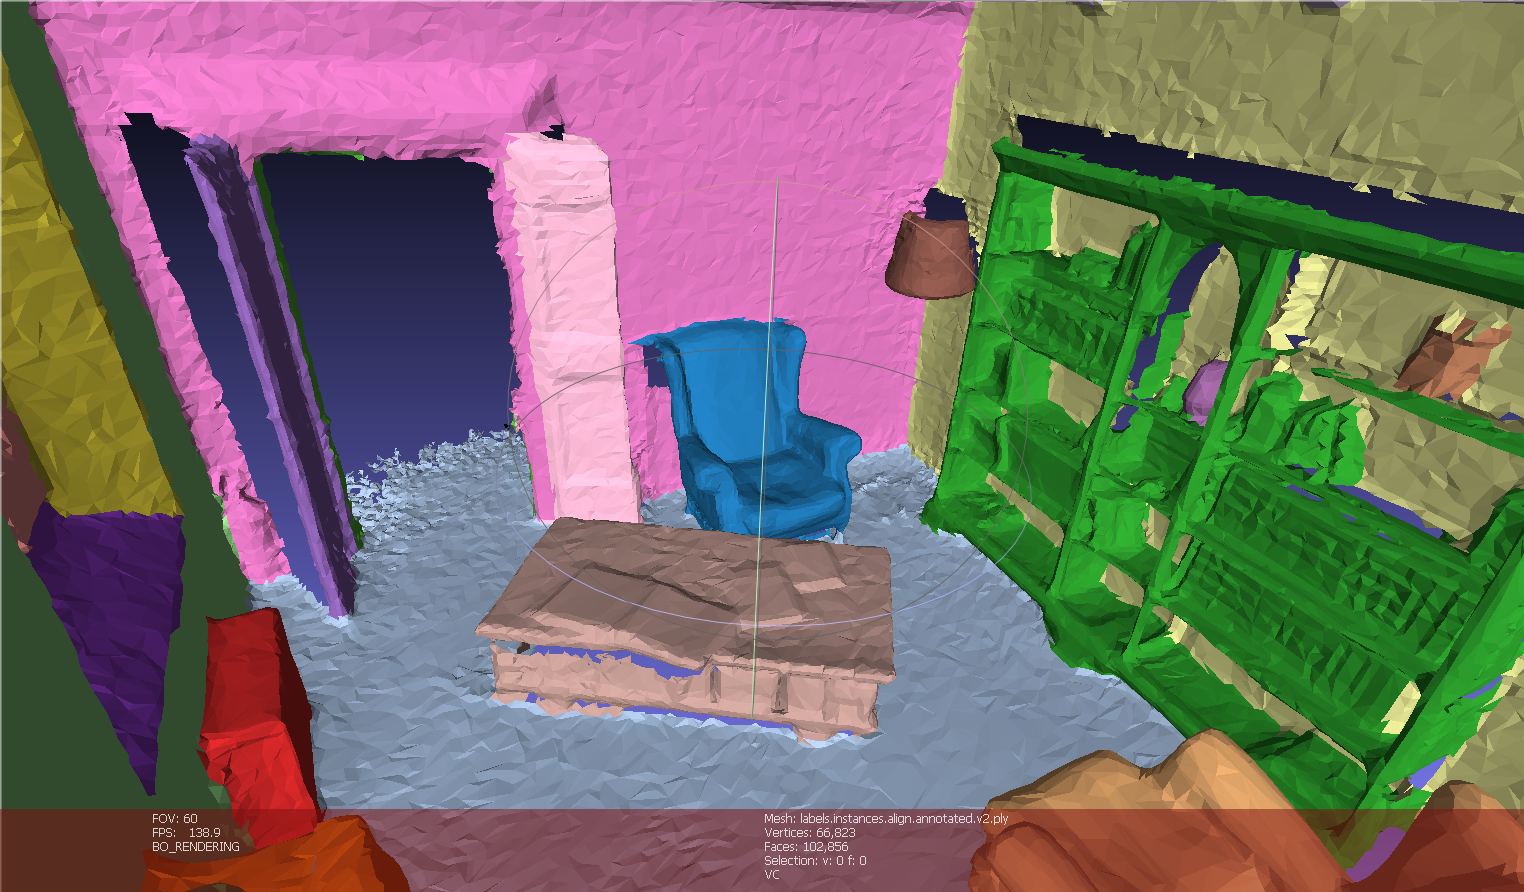 FOV: 60
FPS: 138.9
BO_RENDERING
Mesh: labels.instances.align.annotated.v2.ply
Vertices: 66,823
Faces: 102,856
Selection: v: 0 f: 0
VC